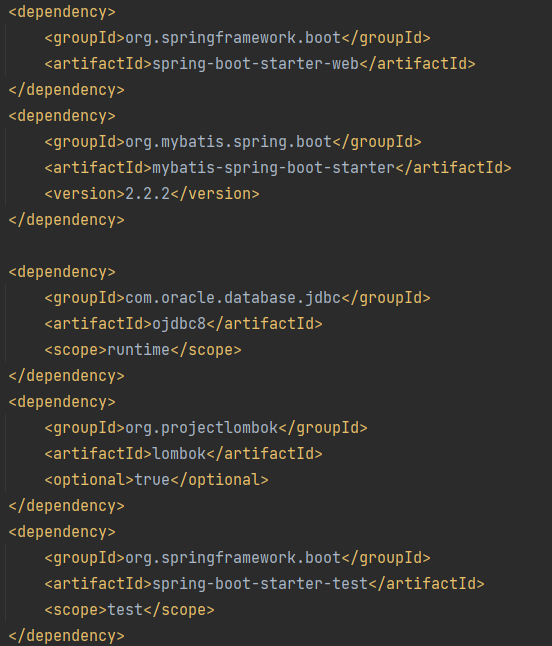 <dependency>
<groupId>org.springframework.boot</groupId>
<artifactId>spring-boot-starter-web</artifactId>
</dependency>
<dependency>
<groupId>org.mybatis.spring.boot</groupId>
<artifactId>mybatis-spring-boot-starter</artifactId>
<version>2.2.2</version>
</dependency>
<dependency>
<groupId>com.oracle.database.jdbc</groupId>
<artifactId>ojdbc8</artifactId>
<scope>runtime</scope>
</dependency>
<dependency>
<groupId>org.projectlombok</groupId>
<artifactId>lombok</artifactId>
<optional>true</optional>
</dependency>
<dependency>
<groupId>org.springframework.boot</groupId>
<artifactId>spring-boot-starter-test</artifactId>
<scope>test</scope>
</dependency>